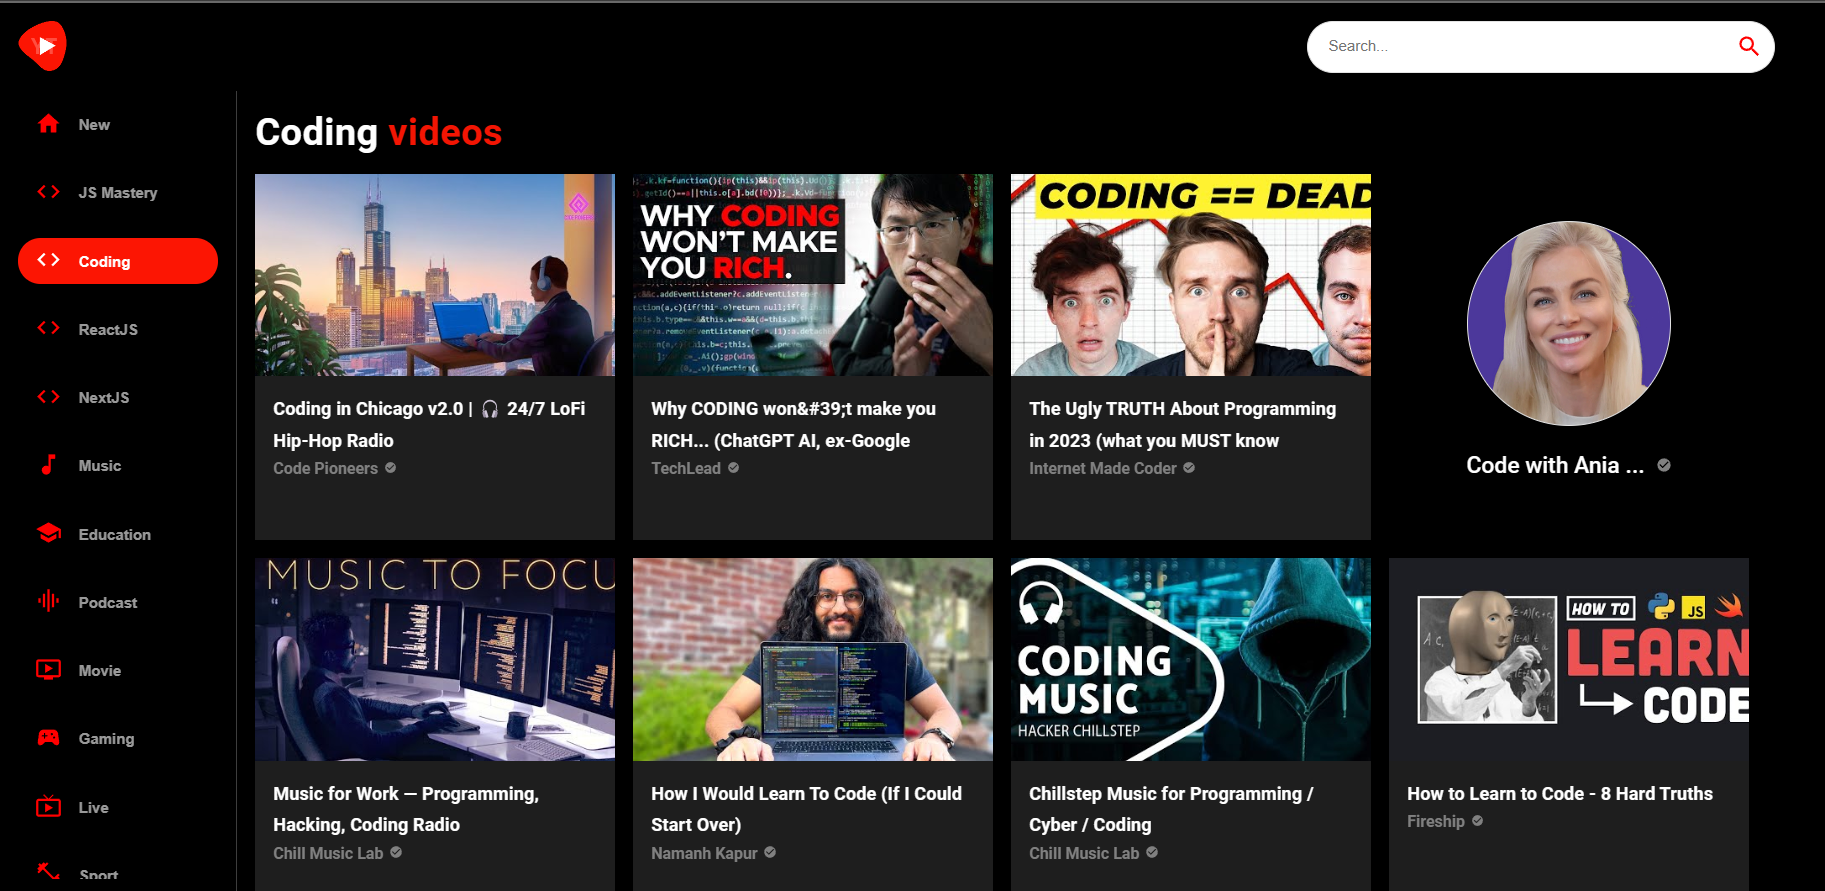 Search...
New
JS Mastery
Coding
ReactJS
NextJS
Music
Education
Podcast
Movie
Gaming
Live
Sport
Coding videos
CODE PIONEERS
Coding in Chicago v2.0 | 🎧 24/7 LoFi
Hip-Hop Radio
Code Pioneers
WHY CODING
WON'T MAKE
YOU RICH.
Why CODING won&#39;t make you
RICH... (ChatGPT AI, ex-Google
TechLead
CODING == DEAD
The Ugly TRUTH About Programming
in 2023 (what you MUST know
Internet Made Coder
Code with Ania ...
MUSIC TO FOCU
Music for Work — Programming,
Hacking, Coding Radio
Chill Music Lab
How I Would Learn To Code (If I Could
Start Over)
Namanh Kapur
CODING
MUSIC
HACKER CHILLSTEP
Chillstep Music for Programming /
Cyber / Coding
Chill Music Lab
HOW TO
JS
LEARN
CODE
How to Learn to Code - 8 Hard Truths
Fireship